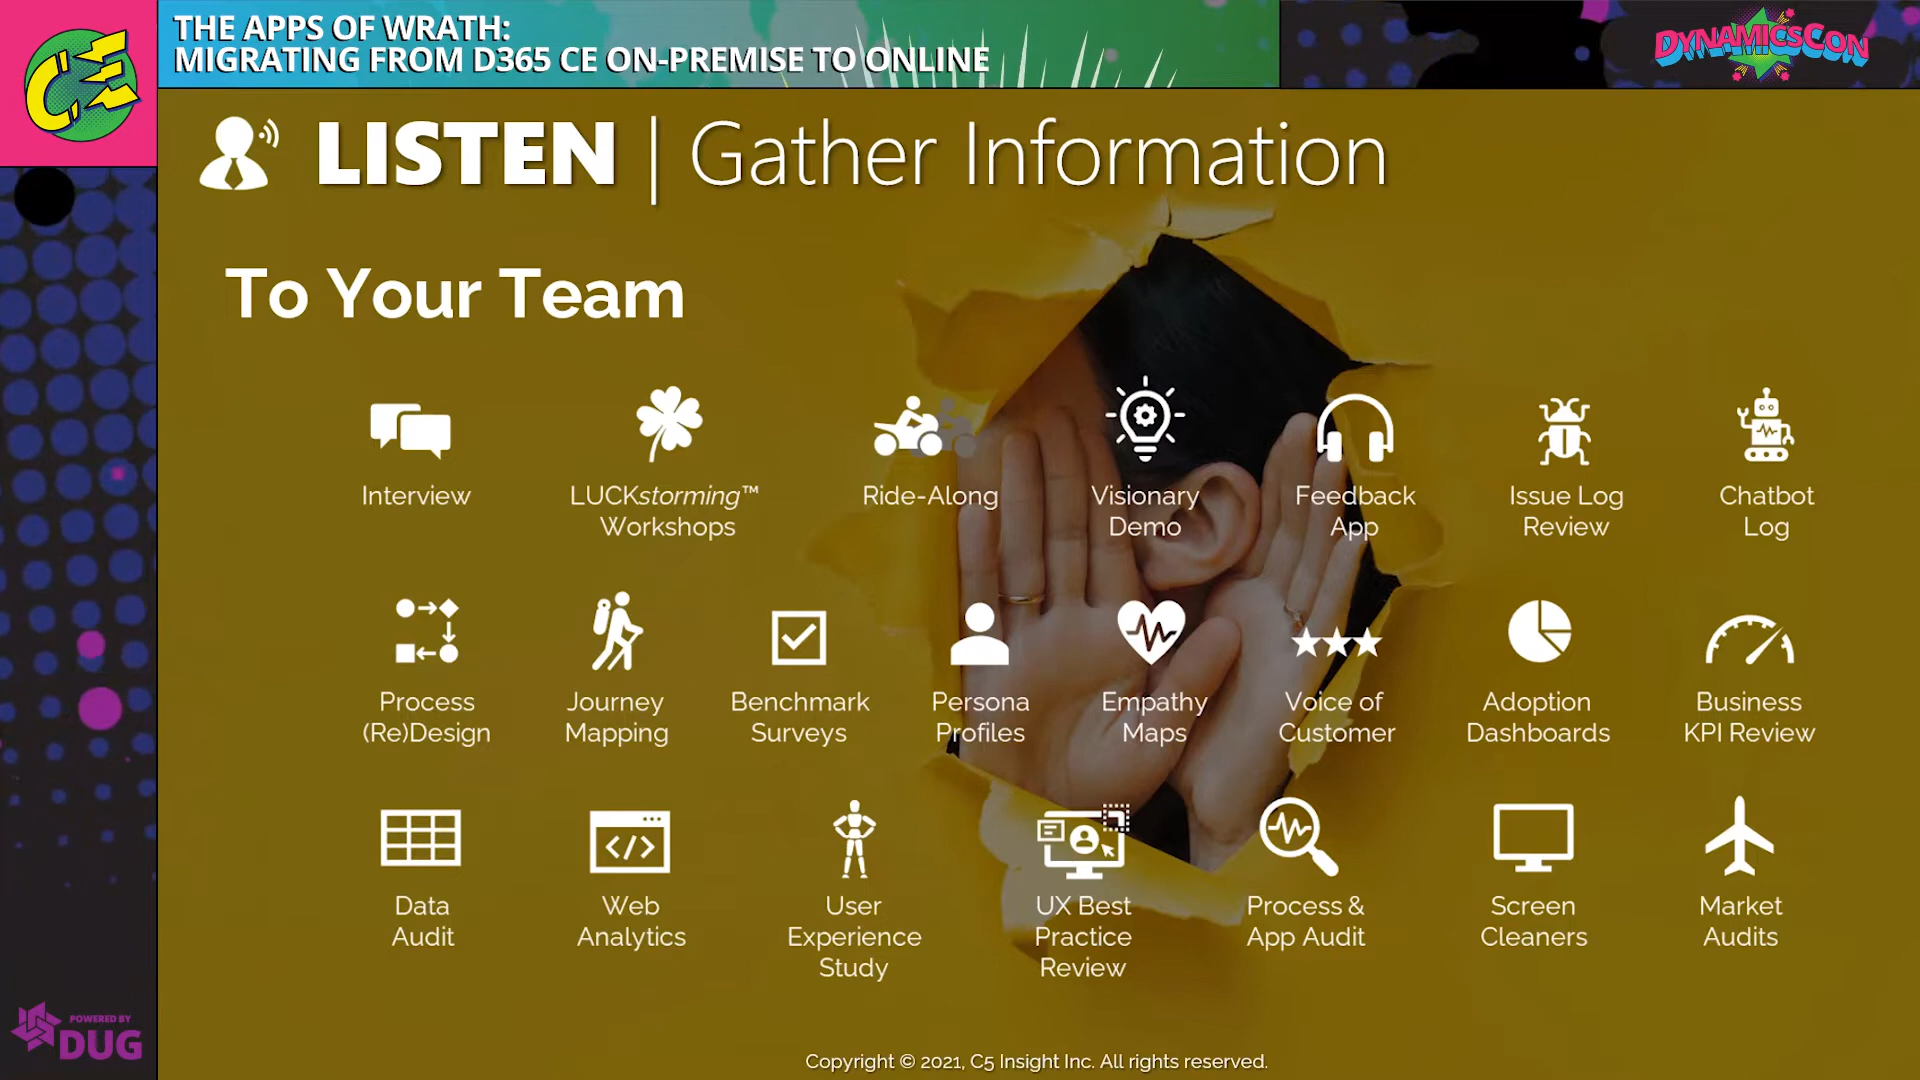 CE
THE APPS OF WRATH:
MIGRATING FROM D365 CE ON-PREMISE TO ONLINE
DYNAMICSCON
LISTEN | Gather Information
To Your Team
Interview
LUCKstorming™
Workshops
Ride-Along
Visionary
Demo
Feedback
App
Issue Log
Review
Chatbot
Log
Process
(Re)Design
Journey
Mapping
Benchmark
Surveys
Persona
Profiles
Empathy
Maps
Voice of
Customer
Adoption
Dashboards
Business
KPI Review
Data
Audit
Web
Analytics
User
Experience
Study
UX Best
Practice
Review
Process &
App Audit
Screen
Cleaners
Market
Audits
POWERED BY
DUG
Copyright © 2021, C5 Insight Inc. All rights reserved.